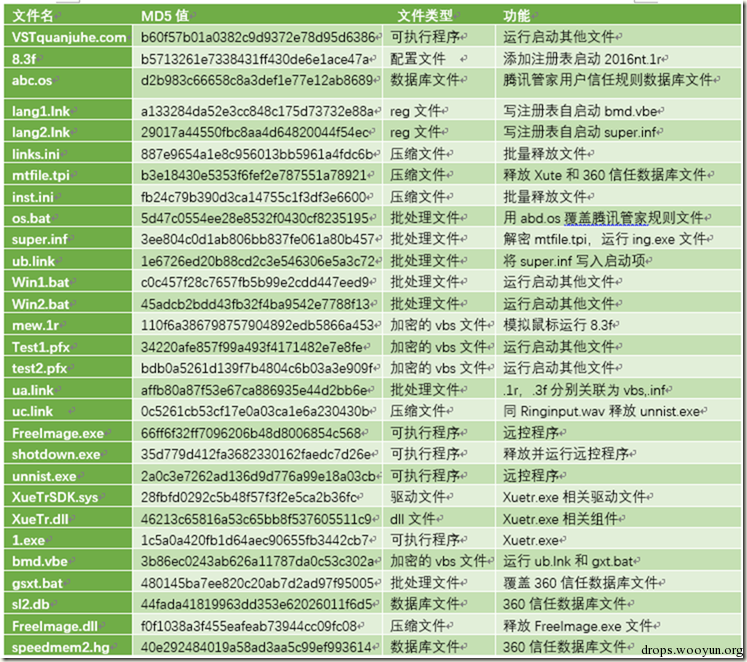 文件名 MD5 值 文件类型 功能
VSTquanjuhe.com b60f57b01a0382c9d9372e78d95d6386 可执行程序 运行启动其他文件
8.3f b5713261e7338431ff430de6e1ace47a 配置文件 添加注册表启动 2016nt.1r
abc.os d2b983c66658c8a3def1e77e12ab8689 数据库文件 腾讯管家用户信任规则数据库文件
lang1.lnk a133284da52e3cc848c175d73732e88a reg 文件 写注册表自启动 bmd.vbe
lang2.lnk 29017a44550fbc8aa4d64820044f54ec reg 文件 写注册表自启动 super.inf
links.ini 887e9654a1e8c956013bb5961a4fdc6b 压缩文件 批量释放文件
mtfile.tpi b3e18430e5353f6fef2e787551a78921 压缩文件 释放 Xute 和 360 信任数据库文件
inst.ini fb24c79b390d3ca14755c1f3df3e6600 压缩文件 批量释放文件
os.bat 5d47c0554ee28e8532f0430cf8235195 批处理文件 用 abd.os 覆盖腾讯管家规则文件
super.inf 3ee804c0d1ab806bb837fe061a80b457 批处理文件 解密 mtfile.tpi，运行 ing.exe 文件
ub.link 1e6726ed20b88cd2c3e546306e5a3c72 批处理文件 将 super.inf 写入启动项
Win1.bat c0c457f28c7657fb5b99e2cdd447eed9 批处理文件 运行启动其他文件
Win2.bat 45adcb2bdd43fb32f4ba9542e7788f13 批处理文件 运行启动其他文件
mew.1r 110f6a386798757904892edb5866a453 加密的 vbs 文件 模拟鼠标运行 8.3f
Test1.pfx 34220afe857f99a493f4171482e7e8fe 加密的 vbs 文件 运行启动其他文件
test2.pfx bdb0a5261d139f7b4804c6b03a3e909f 加密的 vbs 文件 运行启动其他文件
ua.link affb80a87f53e67ca886935e44d2bb6e 批处理文件 .1r，.3f 分别关联为 vbs,.inf
uc.link 0c5261cb53cf17e0a03ca1e6a230430b 压缩文件 同 Ringinput.wav 释放 unnist.exe
FreeImage.exe 66ff6f32ff7096206b48d8006854c568 可执行程序 远控程序
shotdown.exe 35d779d412fa3682330162faedc7d26e 可执行程序 释放并运行远控程序
unnist.exe 2a0c3e7262ad136d9d776a99e18a03cb 可执行程序 远控程序
XueTrSDK.sys 28fbfd0292c5b48f57f3f2e5ca2b36fc 驱动文件 Xuetr.exe 相关驱动文件
XueTr.dll 46213c65816a53c65bb8f537605511c9 dll 文件 Xuetr.exe 相关组件
1.exe 1c5a0a420fb1d64aec90655fb3442cb7 可执行程序 Xuetr.exe
bmd.vbe 3b86ec0243ab626a11787da0c53c302a 加密的 vbs 文件 运行 ub.lnk 和 gxt.bat
gsxt.bat 480145ba7ee820c20ab7d2ad97f95005 批处理文件 覆盖 360 信任数据库文件
sl2.db 44fada41819963dd353e62026011f6d5 数据库文件 360 信任数据库文件
FreeImage.dll f0f1038a3f455eafeab73944cc09fc08 压缩文件 释放 FreeImage.exe 文件
speedmem2.hg 40e292484019a58ad3aa5c99ef993614 数据库文件 360 信任数据库文件
drops.wooyun.org